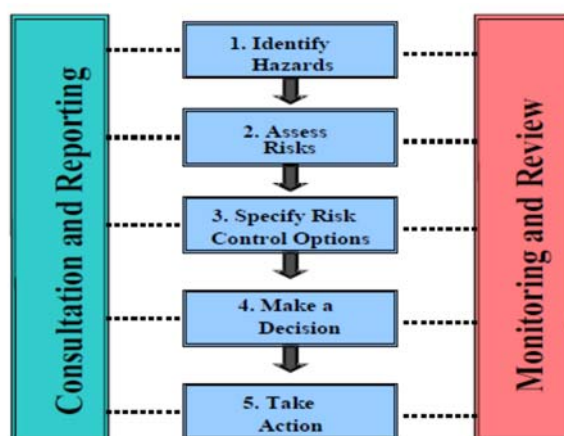 Consultation and Reporting
1. Identify
Hazards
2. Assess
Risks
3. Specify Risk
Control Options
4. Make a
Decision
5. Take
Action
Monitoring and Review